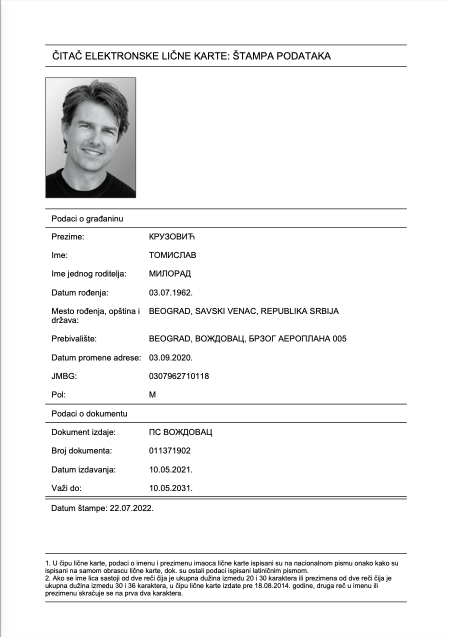 ČITAČ ELEKTRONSKE LIČNE KARTE: ŠTAMPA PODATAKA
Podaci o građaninu
Prezime: КРУЗОВИЋ
Ime: ТОМИСЛАВ
Ime jednog roditelja: МИЛОРАД
Datum rođenja: 03.07.1962.
Mesto rođenja, opština i država: BEOGRAD, SAVSKI VENAC, REPUBLIKA SRBIJA
Prebivalište: BEOGRAD, ВОЖДОВАЦ, БРЗОГ АЕРОПЛАНА 005
Datum promene adrese: 03.09.2020.
JMBG: 0307962710118
Pol: M
Podaci o dokumentu
Dokument izdaje: ПС ВОЖДОВАЦ
Broj dokumenta: 011371902
Datum izdavanja: 10.05.2021.
Važi do: 10.05.2031.
Datum štampe: 22.07.2022.
1. U čipu lične karte, podaci o imenu i prezimenu imaoca lične karte ispisani su na nacionalnom pismu onako kako su
ispisani na samom obrascu lične karte, dok. su ostali podaci ispisani latiničnim pismom.
2. Ako se ime lica sastoji od dve reči čija je ukupna dužina između 20 i 30 karaktera ili prezimena od dve reči čija je
ukupna dužina između 30 i 36 karaktera, u čipu lične karte izdate pre 18.08.2014. godine, druga reč u imenu ili
prezimenu skraćuje se na prva dva karaktera.